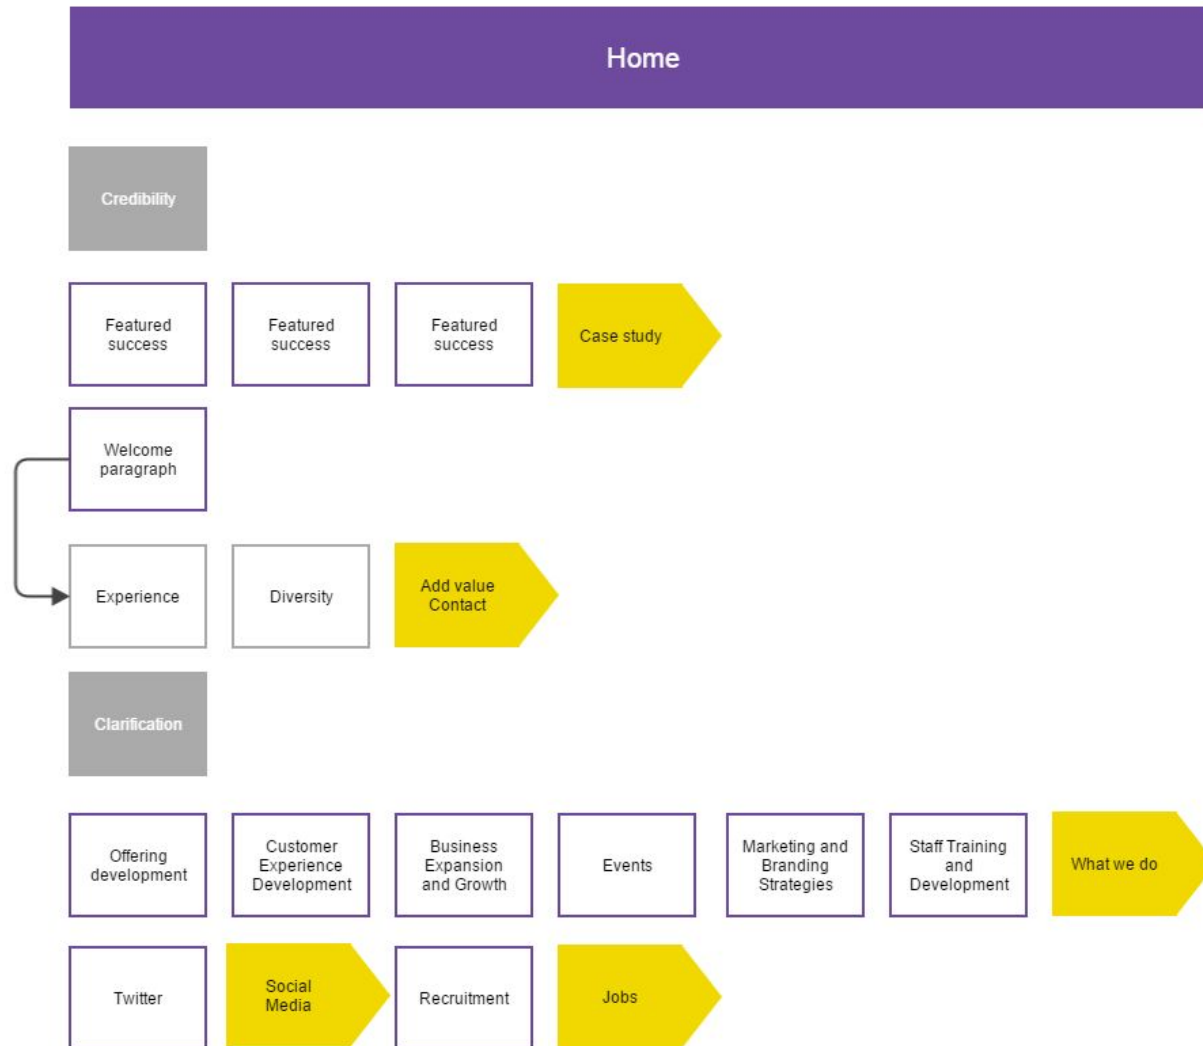 Home
Credibility
Featured
success
Featured
success
Featured
success
Case study
Welcome
paragraph
Experience
Diversity
Add value
Contact
Clarification
Offering
development
Customer
Experience
Development
Business
Expansion
and Growth
Events
Marketing and
Branding
Strategies
Staff Training
and
Development
What we do
Twitter
Social
Media
Recruitment
Jobs